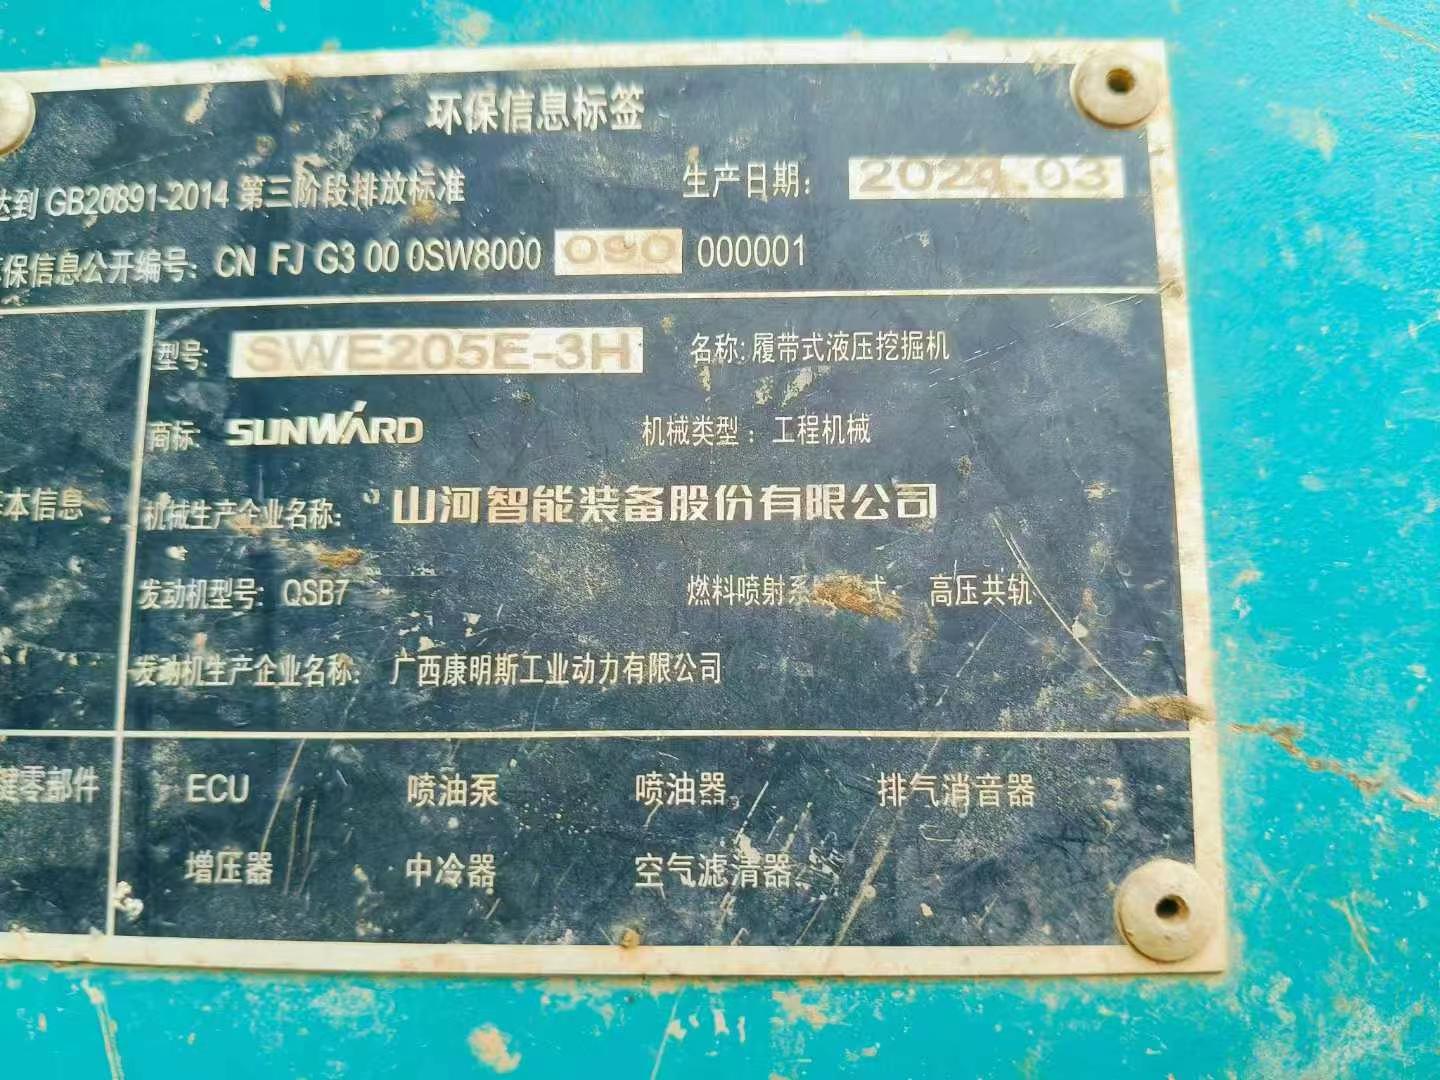 环保信息标签
达到 GB20891-2014 第三阶段排放标准 生产日期: 2024.03
环保信息公开编号: CN FJ G3 00 0SW8000 090 000001
型号: SWE205E-3H 名称: 履带式液压挖掘机
商标: SUNWARD 机械类型: 工程机械
本信息 机械生产企业名称: 山河智能装备股份有限公司
发动机型号: QSB7 燃料喷射系 式: 高压共轨
发动机生产企业名称: 广西康明斯工业动力有限公司
键零部件 ECU 喷油泵 喷油器 排气消音器
增压器 中冷器 空气滤清器